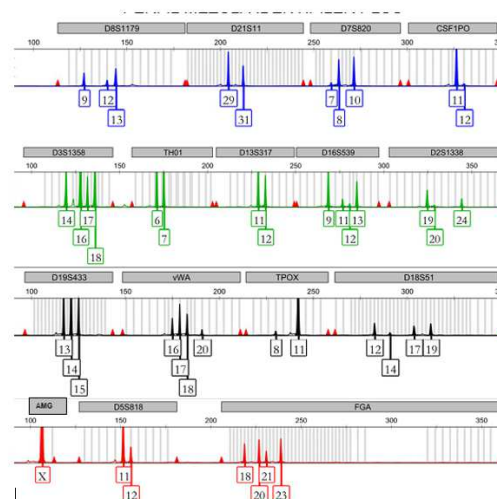 D8S1179 D21S11 D7S820 CSF1PO
100 150 200 250 300 350
9 12 29 7 10 11
13 31 8 12
D3S1358 TH01 D13S317 D16S539 D2S1338
100 150 200 250 300 350
14 17 6 11 9 11 13 19 24
16 7 12 12 20
18
D19S433 vWA TPOX D18S51
100 150 200 250 300 350
13 16 20 8 11 12 17 19
14 17 14
15 18
AMG D5S818 FGA
100 150 200 250 300 350
X 11 18 21
12 20 23